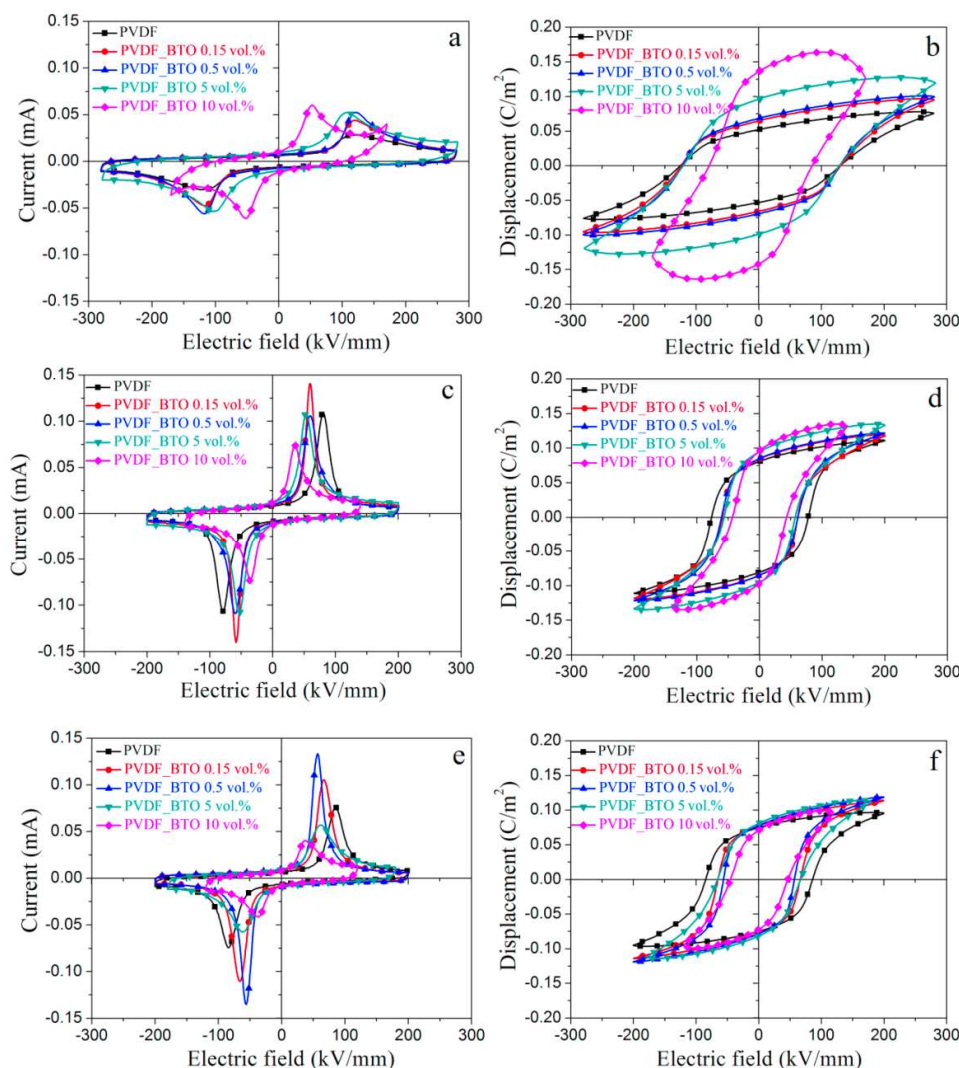 a
PVDF
PVDF_BTO 0.15 vol.%
PVDF_BTO 0.5 vol.%
PVDF_BTO 5 vol.%
PVDF_BTO 10 vol.%
Current (mA)
0.15
0.10
0.05
0.00
-0.05
-0.10
0.15
-300 -200 -100 0 100 200 300
Electric field (kV/mm)
b
PVDF
PVDF_BTO 0.15 vol.%
PVDF_BTO 0.5 vol.%
PVDF_BTO 5 vol.%
PVDF_BTO 10 vol.%
Displacement (C/m²)
0.20
0.15
0.10
0.05
0.00
-0.05
-0.10
-0.15
-0.20
-300 -200 -100 0 100 200 300
Electric field (kV/mm)
c
PVDF
PVDF_BTO 0.15 vol.%
PVDF_BTO 0.5 vol.%
PVDF_BTO 5 vol.%
PVDF_BTO 10 vol.%
Current (mA)
0.15
0.10
0.05
0.00
-0.05
-0.10
-0.15
-300 -200 -100 0 100 200 300
Electric field (kV/mm)
d
PVDF
PVDF_BTO 0.15 vol.%
PVDF_BTO 0.5 vol.%
PVDF_BTO 5 vol.%
PVDF_BTO 10 vol.%
Displacement (C/m²)
0.20
0.15
0.10
0.05
0.00
-0.05
-0.10
-0.15
-0.20
-300 -200 -100 0 100 200 300
Electric field (kV/mm)
e
PVDF
PVDF_BTO 0.15 vol.%
PVDF_BTO 0.5 vol.%
PVDF_BTO 5 vol.%
PVDF_BTO 10 vol.%
Current (mA)
0.15
0.10
0.05
0.00
-0.05
-0.10
-0.15
-300 -200 -100 0 100 200 300
Electric field (kV/mm)
f
PVDF
PVDF_BTO 0.15 vol.%
PVDF_BTO 0.5 vol.%
PVDF_BTO 5 vol.%
PVDF_BTO 10 vol.%
Displacement (C/m²)
0.20
0.15
0.10
0.05
0.00
-0.05
-0.10
-0.15
-0.20
-300 -200 -100 0 100 200 300
Electric field (kV/mm)